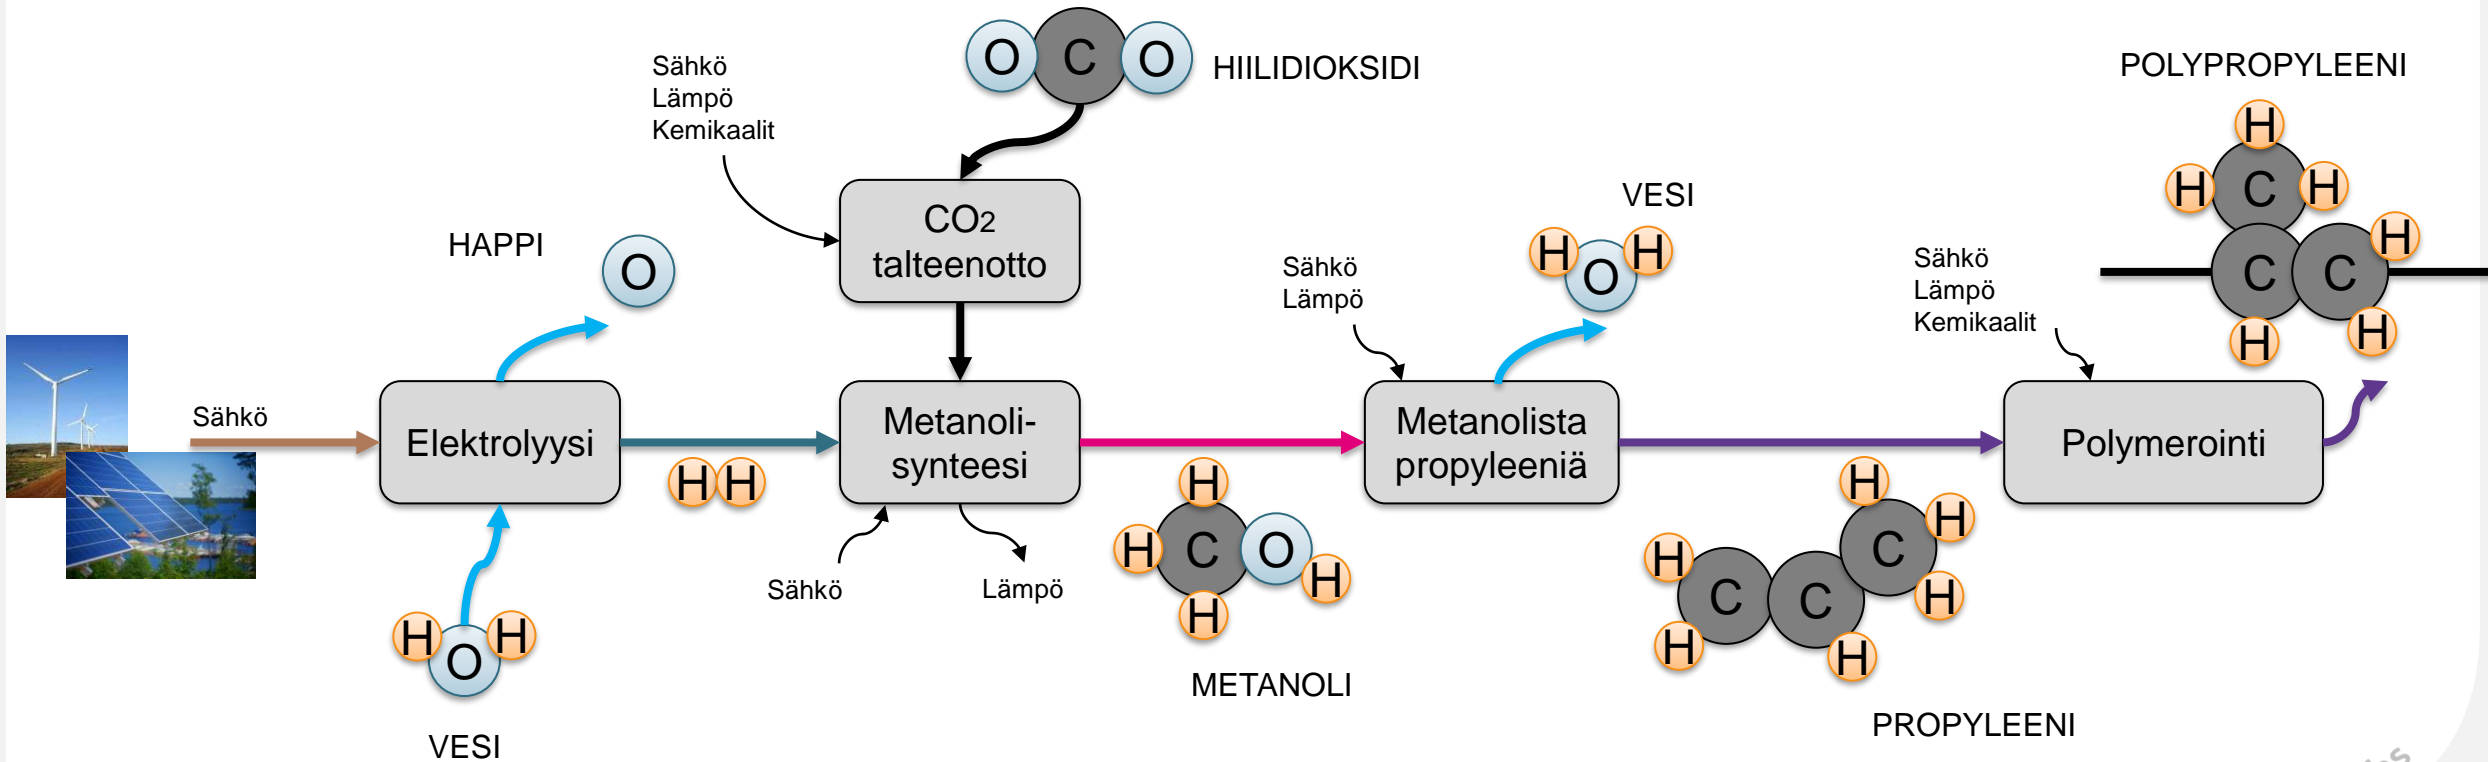 O C O
HIILIDIOKSIDI
POLYPROPYLEENI
Sähkö
Lämpö
Kemikaalit
H
H C H
C C H
H H
CO2
talteenotto
HAPPI
O
VESI
H O H
Sähkö
Lämpö
Sähkö
Lämpö
Kemikaalit
Sähkö
Elektrolyysi
H H
Metanoli-
synteesi
Metanolista
propyleeniä
Polymerointi
Sähkö
Lämpö
H
H C O H
H
METANOLI
H H
H C H
C C
H H H
PROPYLEENI
H O H
VESI